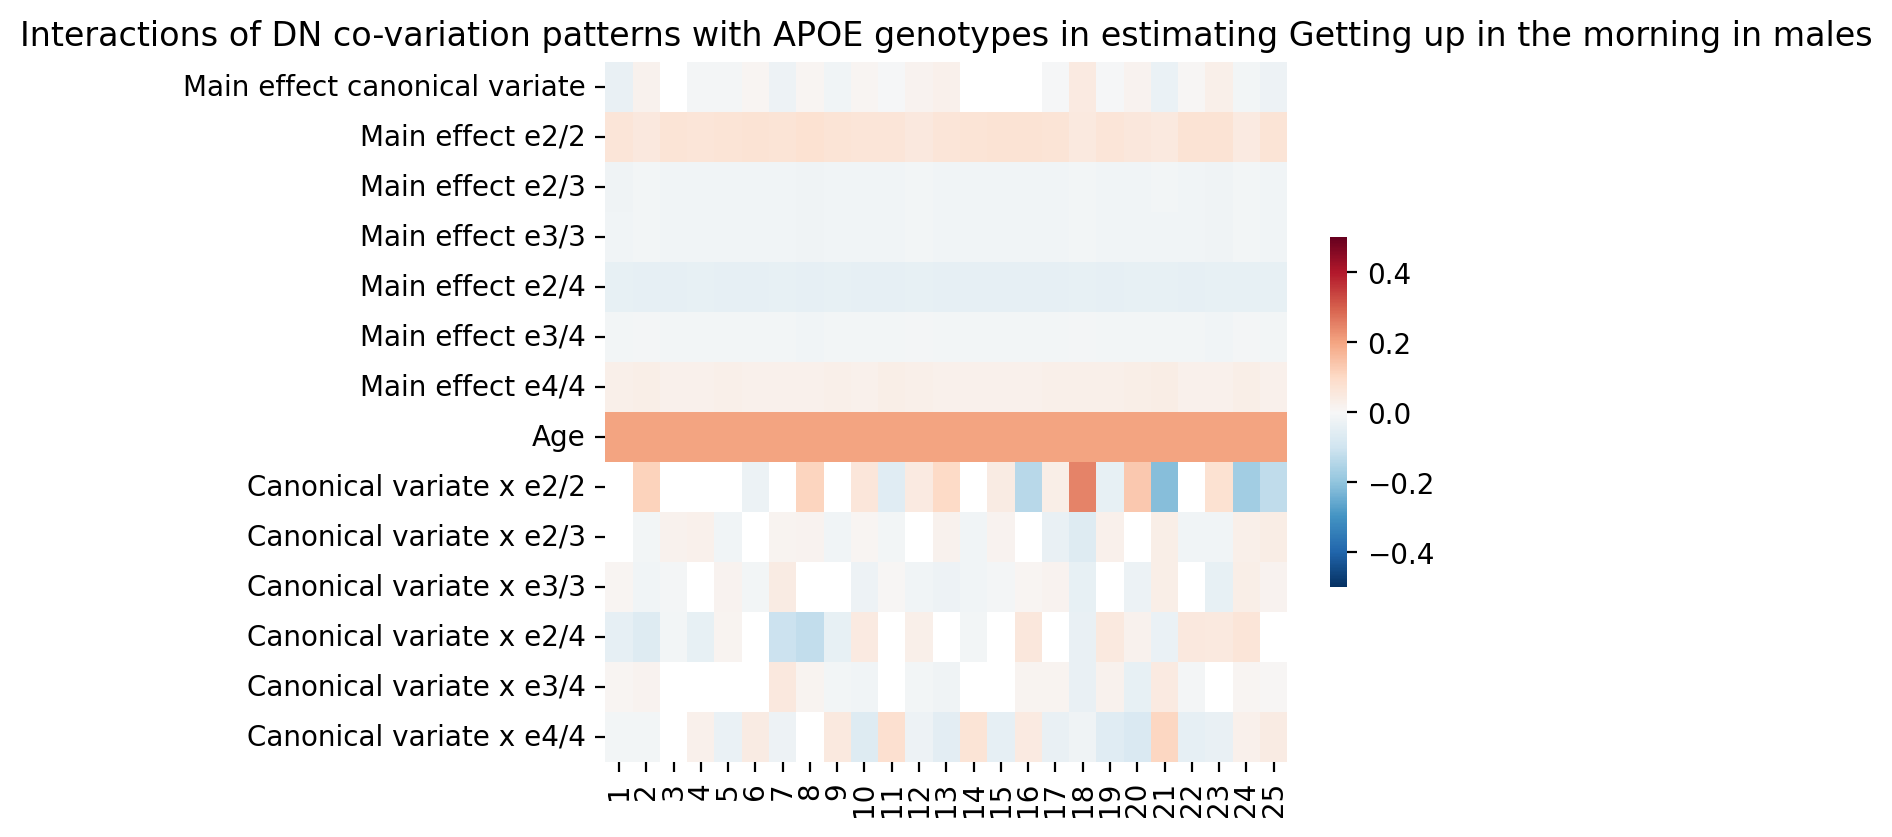 Interactions of DN co-variation patterns with APOE genotypes in estimating Getting up in the morning in males
Main effect canonical variate
Main effect e2/2
Main effect e2/3
Main effect e3/3
Main effect e2/4
Main effect e3/4
Main effect e4/4
Age
Canonical variate x e2/2
Canonical variate x e2/3
Canonical variate x e3/3
Canonical variate x e2/4
Canonical variate x e3/4
Canonical variate x e4/4
1 2 3 4 5 6 7 8 9 10 11 12 13 14 15 16 17 18 19 20 21 22 23 24 25
0.4
0.2
0.0
−0.2
−0.4